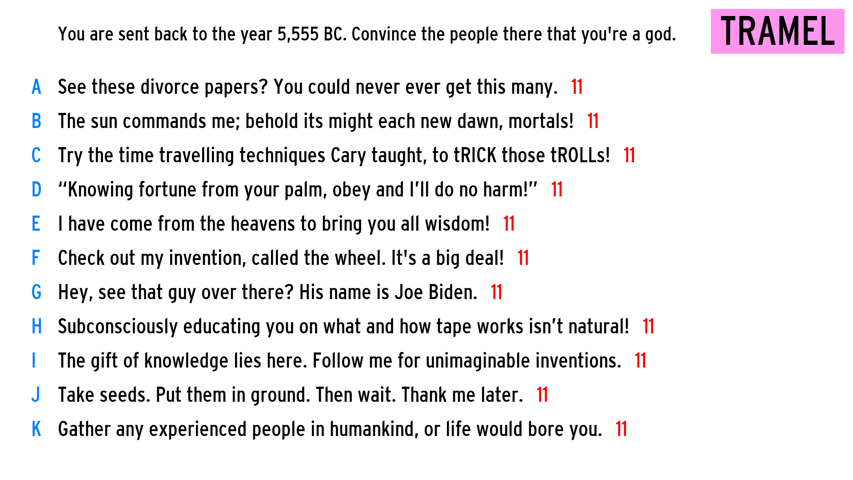 You are sent back to the year 5,555 BC. Convince the people there that you're a god.
TRAMEL
A See these divorce papers? You could never ever get this many. 11
B The sun commands me; behold its might each new dawn, mortals! 11
C Try the time travelling techniques Cary taught, to tRICK those tROLLs! 11
D “Knowing fortune from your palm, obey and I’ll do no harm!” 11
E I have come from the heavens to bring you all wisdom! 11
F Check out my invention, called the wheel. It's a big deal! 11
G Hey, see that guy over there? His name is Joe Biden. 11
H Subconsciously educating you on what and how tape works isn’t natural! 11
I The gift of knowledge lies here. Follow me for unimaginable inventions. 11
J Take seeds. Put them in ground. Then wait. Thank me later. 11
K Gather any experienced people in humankind, or life would bore you. 11